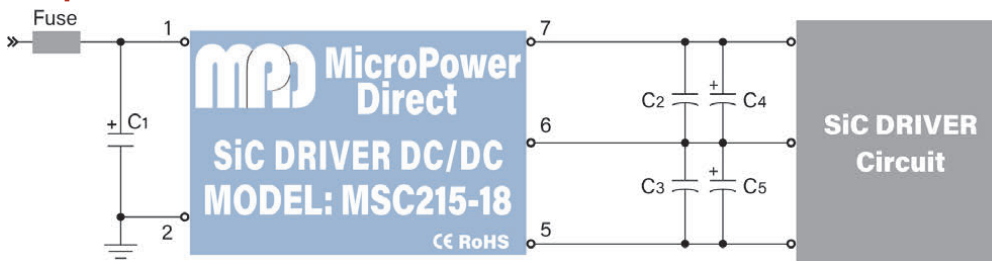 Fuse
1
+ C1
2
MPD
MicroPower
Direct
SiC DRIVER DC/DC
MODEL: MSC215-18
CE RoHS
7
6
5
C2
+ C4
C3
+ C5
SiC DRIVER
Circuit